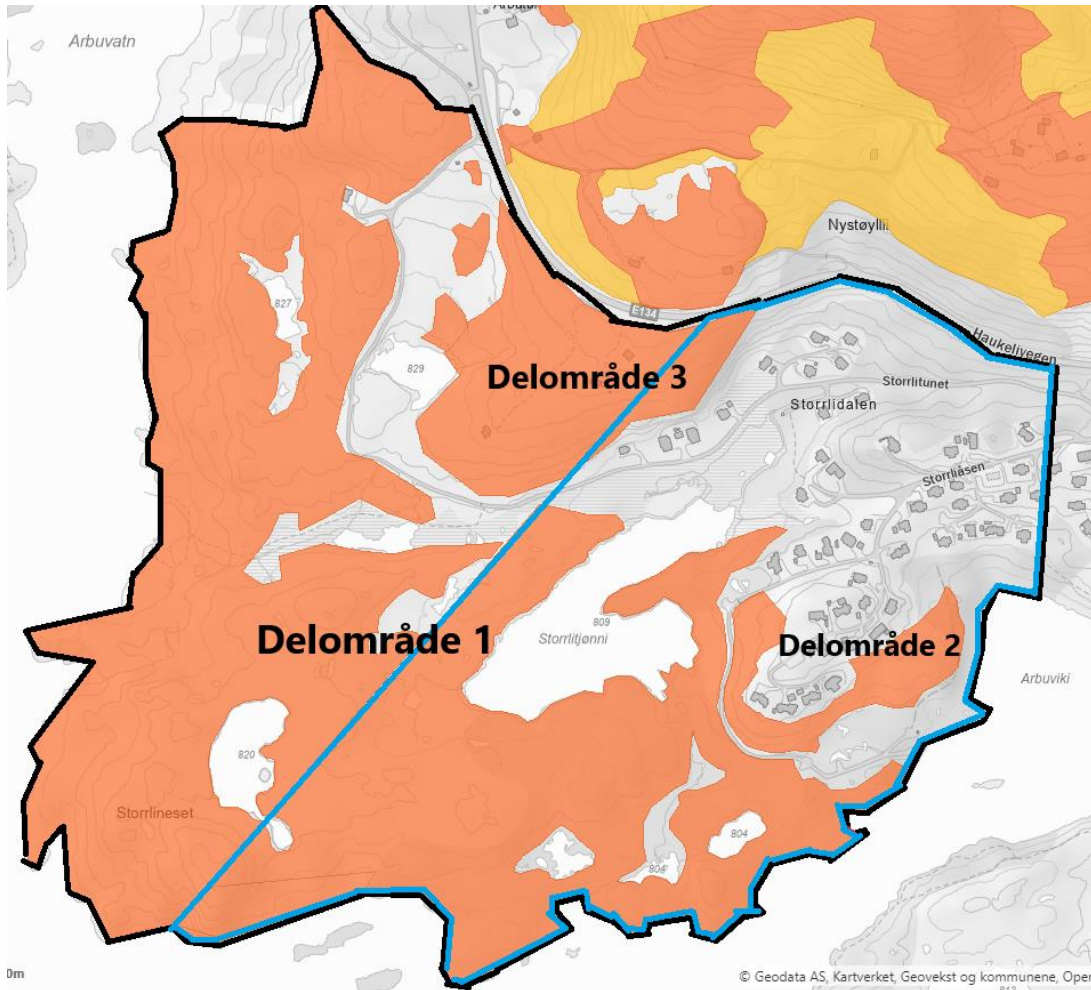 Arbuvatn
827
829
E134
Nystøyllii
Haukelivegen
Delområde 3
Storrlitunet
Storrlidalen
Storrliåsen
809
Storrlitjønni
Delområde 1
Delområde 2
Arbuviki
820
Storrlineset
804
804
0m
© Geodata AS, Kartverket, Geovekst og kommunene, Open